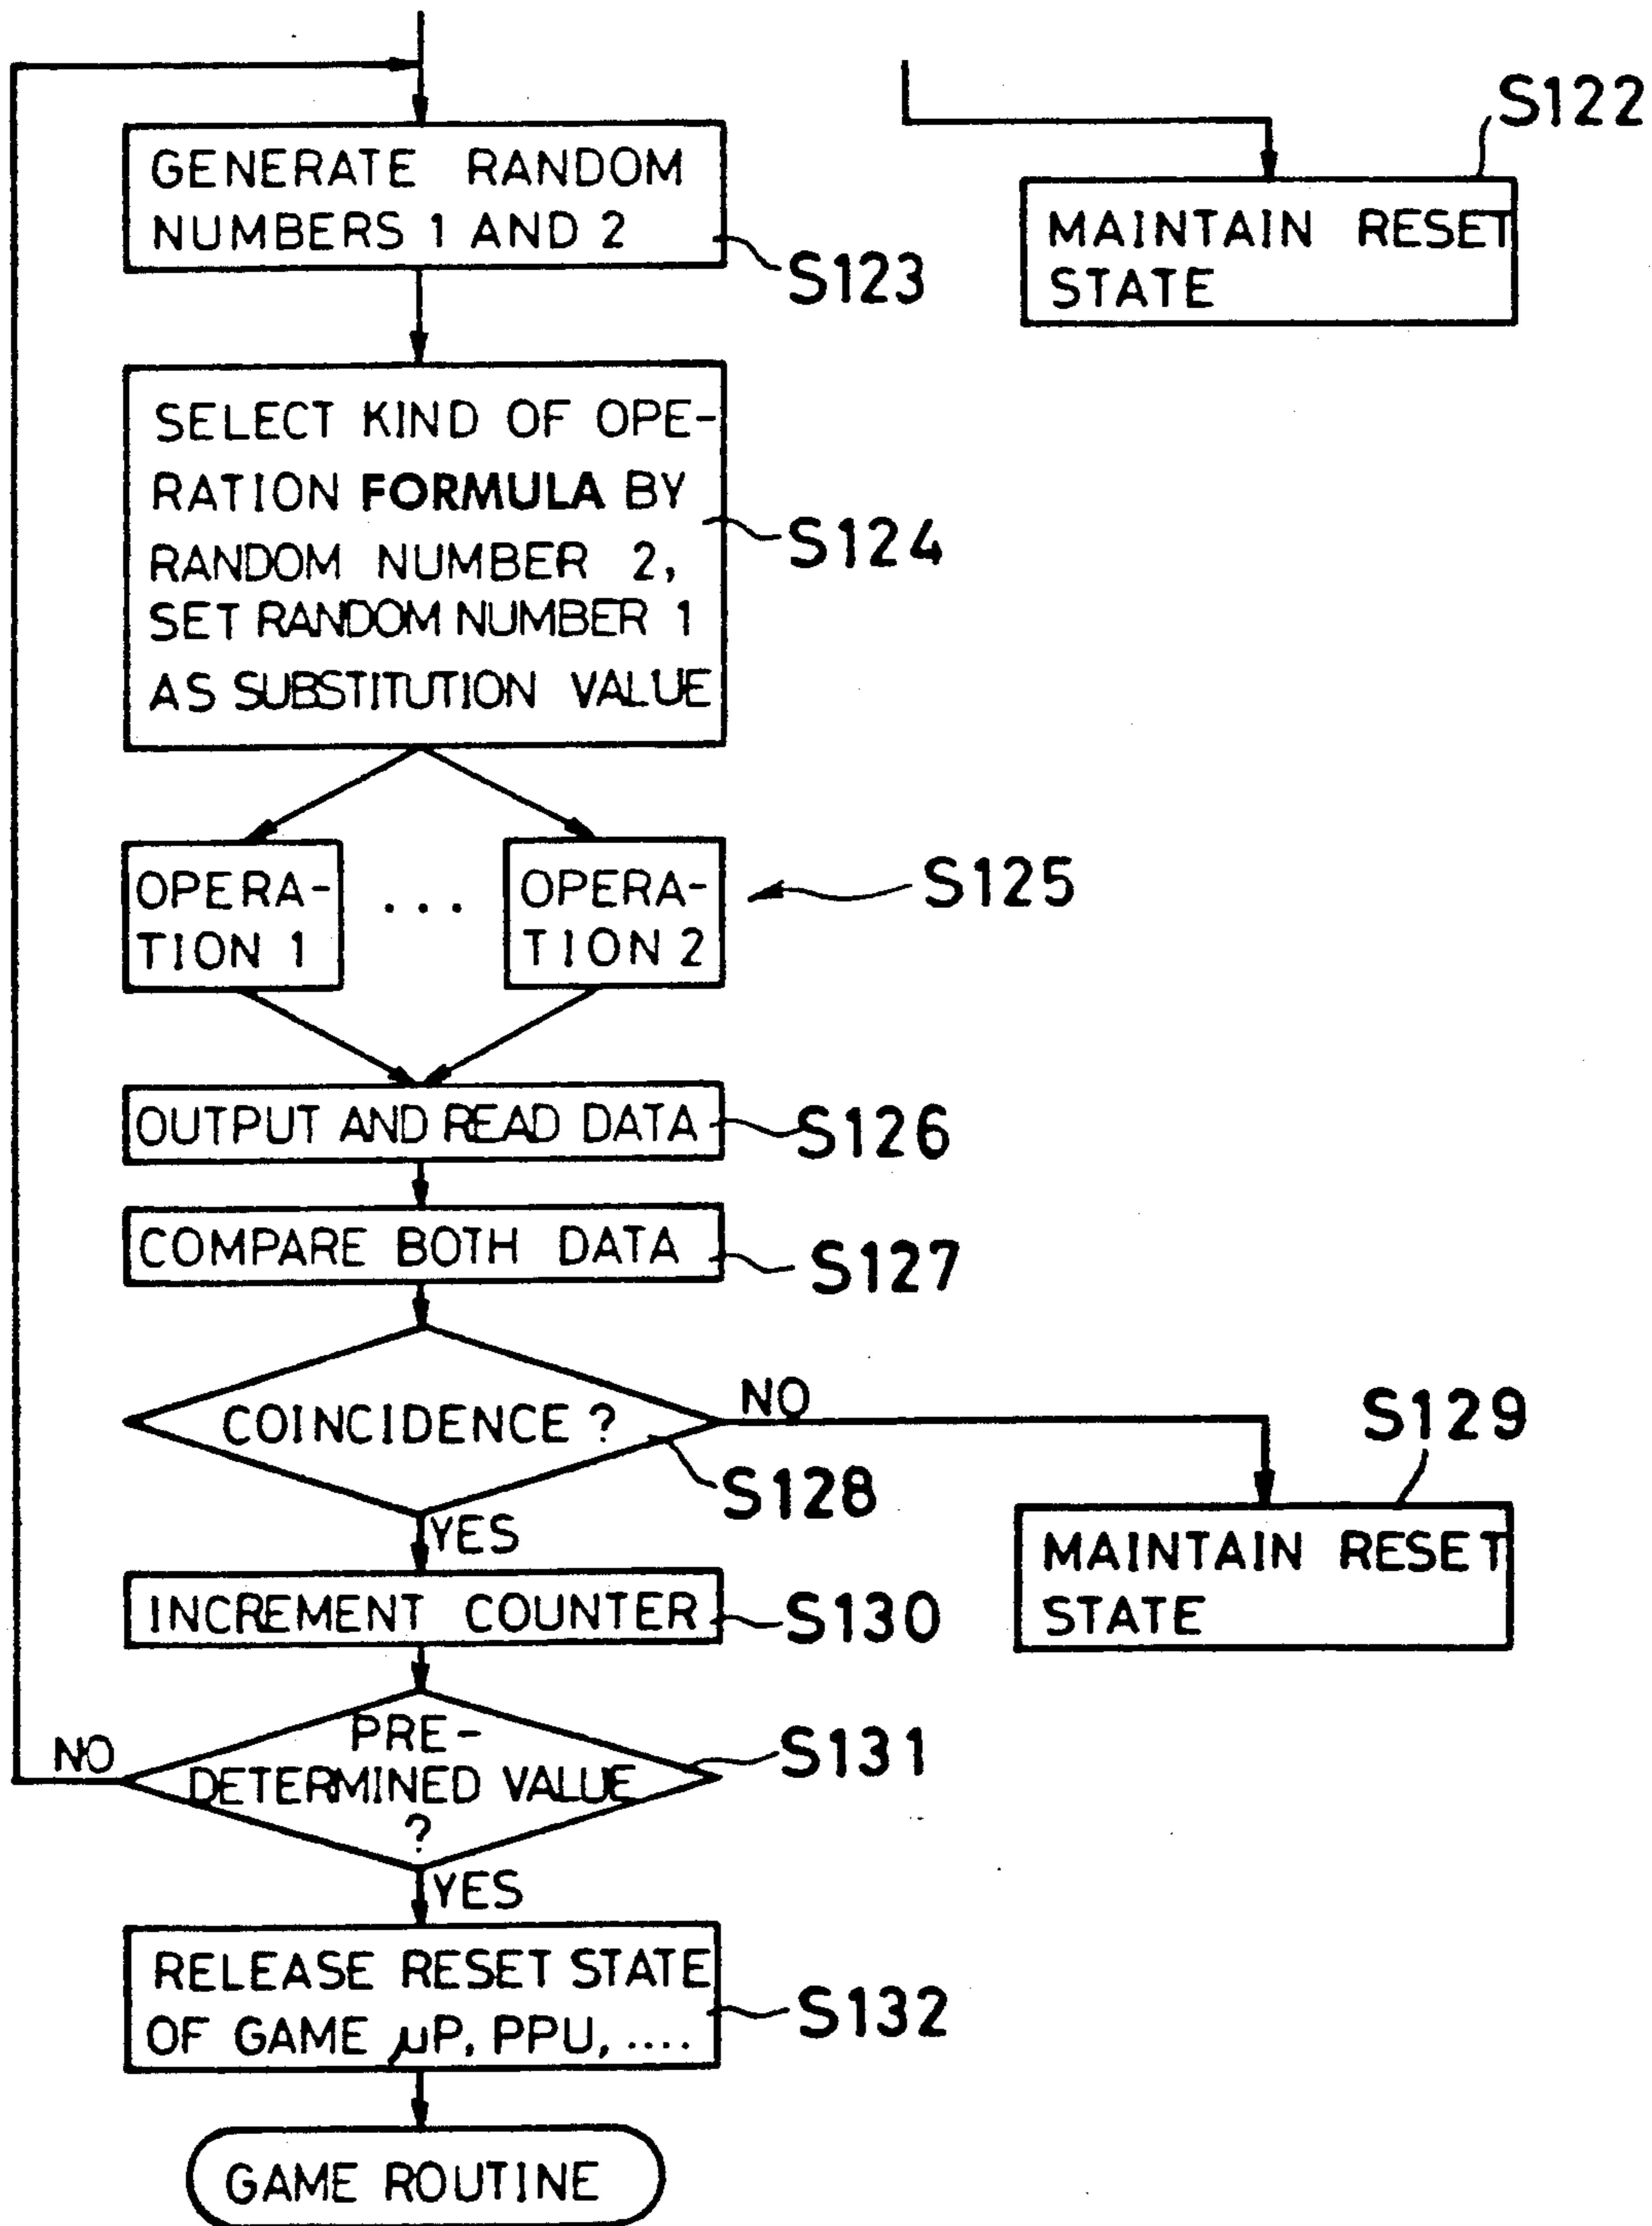 S122
MAINTAIN RESET
STATE
GENERATE RANDOM
NUMBERS 1 AND 2
S123
SELECT KIND OF OPE-
RATION FORMULA BY
RANDOM NUMBER 2,
SET RANDOM NUMBER 1
AS SUBSTITUTION VALUE
S124
OPERA-
TION 1
...
OPERA-
TION 2
S125
OUTPUT AND READ DATA
S126
COMPARE BOTH DATA
S127
COINCIDENCE ?
NO
S128
S129
MAINTAIN RESET
STATE
YES
INCREMENT COUNTER
S130
PRE-
DETERMINED VALUE
?
S131
NO
YES
RELEASE RESET STATE
OF GAME μP, PPU, ....
S132
GAME ROUTINE